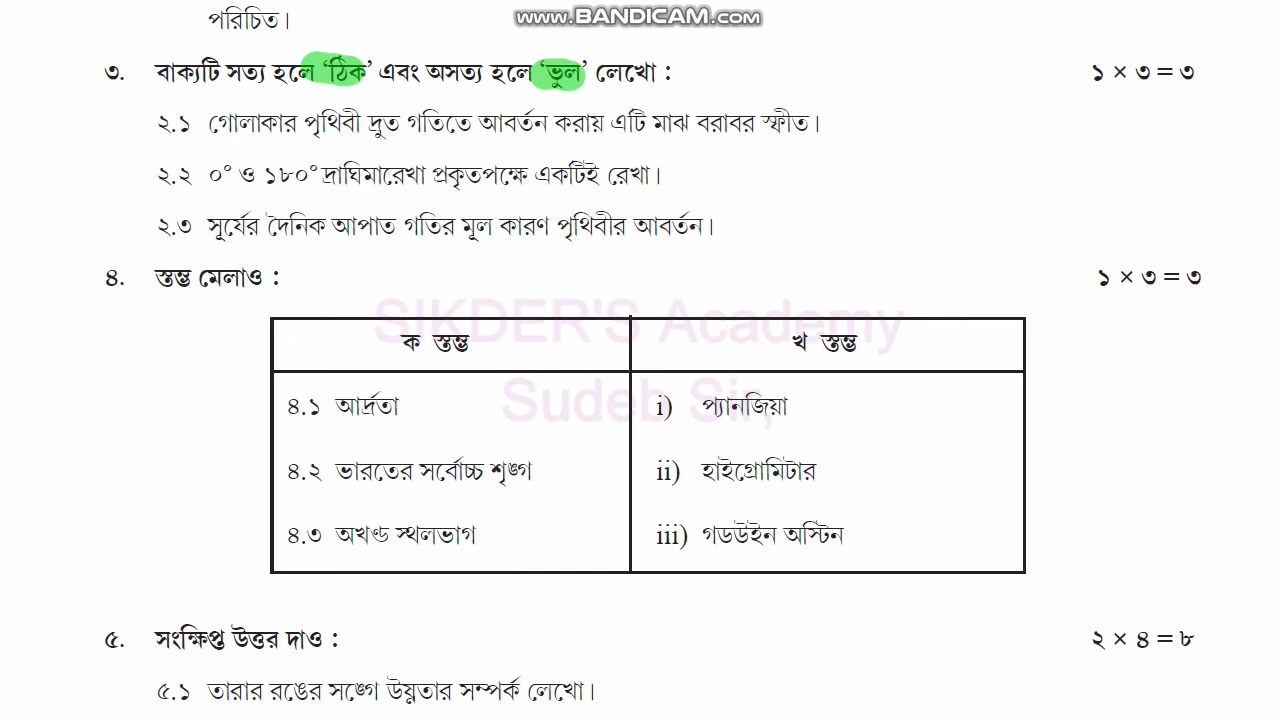 www.BANDICAM.com
পরিচিত।
৩. বাক্যটি সত্য হলে ‘ঠিক’ এবং অসত্য হলে ‘ভুল’ লেখো : ১ × ৩ = ৩
২.১ গোলাকার পৃথিবী দ্রুত গতিতে আবর্তন করায় এটি মাঝ বরাবর স্ফীত।
২.২ ০° ও ১৮০° দ্রাঘিমারেখা প্রকৃতপক্ষে একটিই রেখা।
২.৩ সূর্যের দৈনিক আপাত গতির মূল কারণ পৃথিবীর আবর্তন।
৪. স্তম্ভ মেলাও : ১ × ৩ = ৩
SIKDER'S Academy
ক স্তম্ভ খ স্তম্ভ
Sudeb Sir,
৪.১ আর্দ্রতা i) প্যানজিয়া
৪.২ ভারতের সর্বোচ্চ শৃঙ্গ ii) হাইগ্রোমিটার
৪.৩ অখণ্ড স্থলভাগ iii) গডউইন অস্টিন
৫. সংক্ষিপ্ত উত্তর দাও : ২ × ৪ = ৮
৫.১ তারার রঙের সঙ্গে উষ্ণতার সম্পর্ক লেখো।